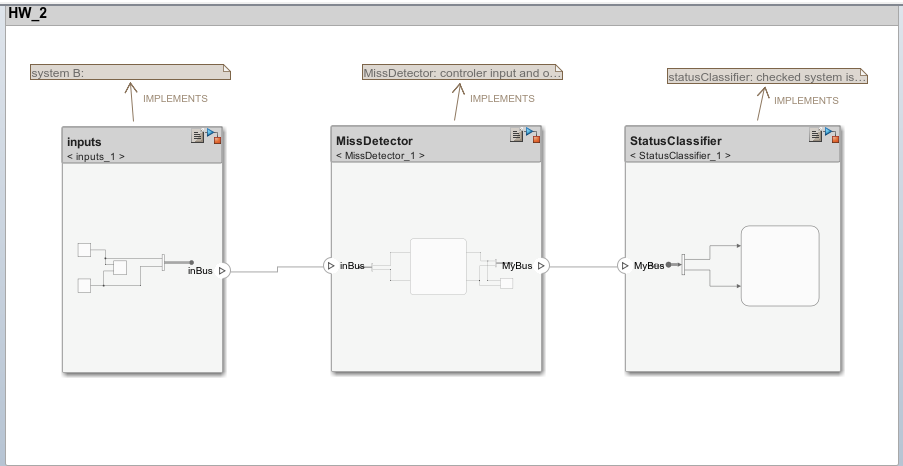 HW_2
system B:
MissDetector: controler input and o...
statusClassifier: checked system is...
IMPLEMENTS
IMPLEMENTS
IMPLEMENTS
inputs
< inputs_1 >
MissDetector
< MissDetector_1 >
StatusClassifier
< StatusClassifier_1 >
inBus
inBus
MyBus
MyBus